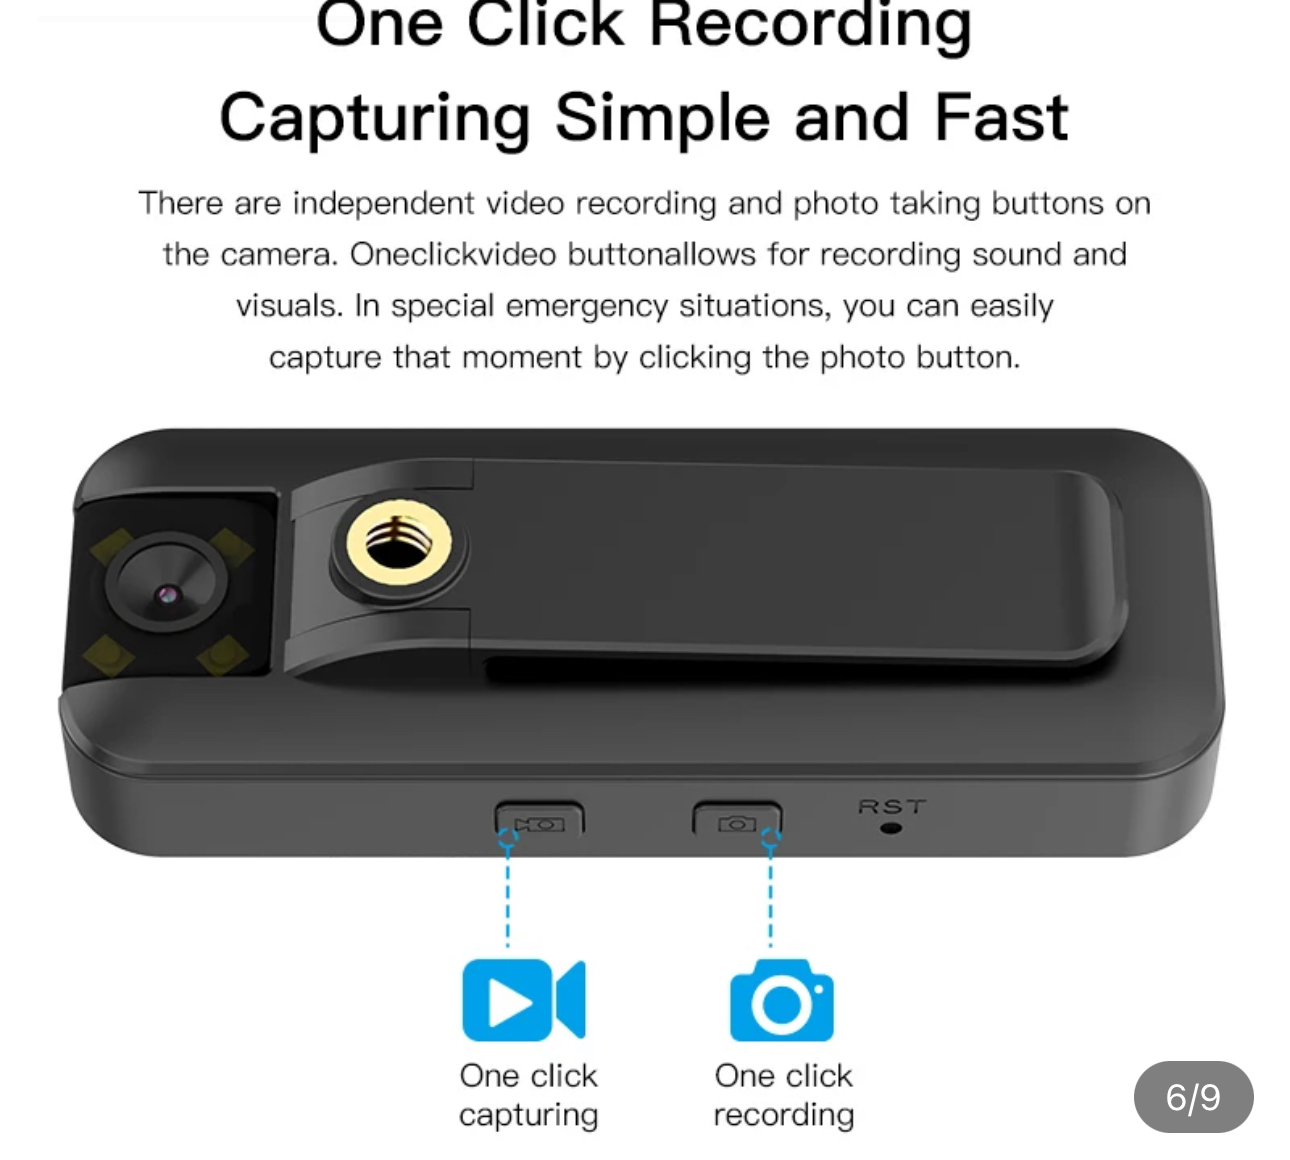 One Click Recording
Capturing Simple and Fast
There are independent video recording and photo taking buttons on
the camera. Oneclickvideo buttonallows for recording sound and
visuals. In special emergency situations, you can easily
capture that moment by clicking the photo button.
RST
One click
capturing
One click
recording
6/9